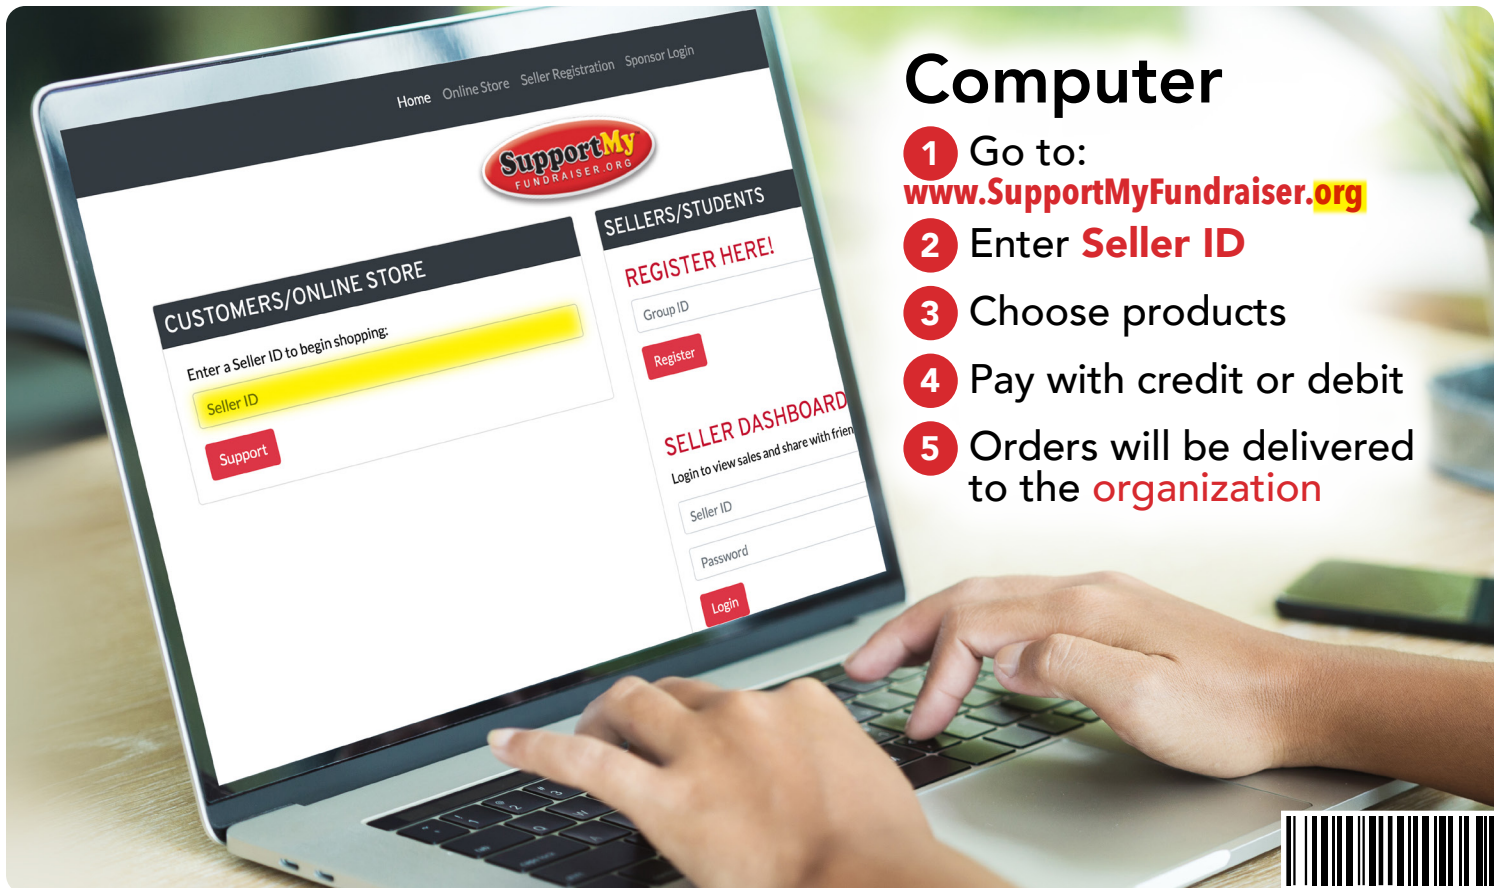 Home Online Store Seller Registration Sponsor Login
SupportMy
FUNDRAISER.ORG
CUSTOMERS/ONLINE STORE
Enter a Seller ID to begin shopping:
Seller ID
Support
SELLERS/STUDENTS
REGISTER HERE!
Group ID
Register
SELLER DASHBOARD
Login to view sales and share with frien
Seller ID
Password
Login
Computer
1 Go to:
www.SupportMyFundraiser.org
2 Enter Seller ID
3 Choose products
4 Pay with credit or debit
5 Orders will be delivered
to the organization